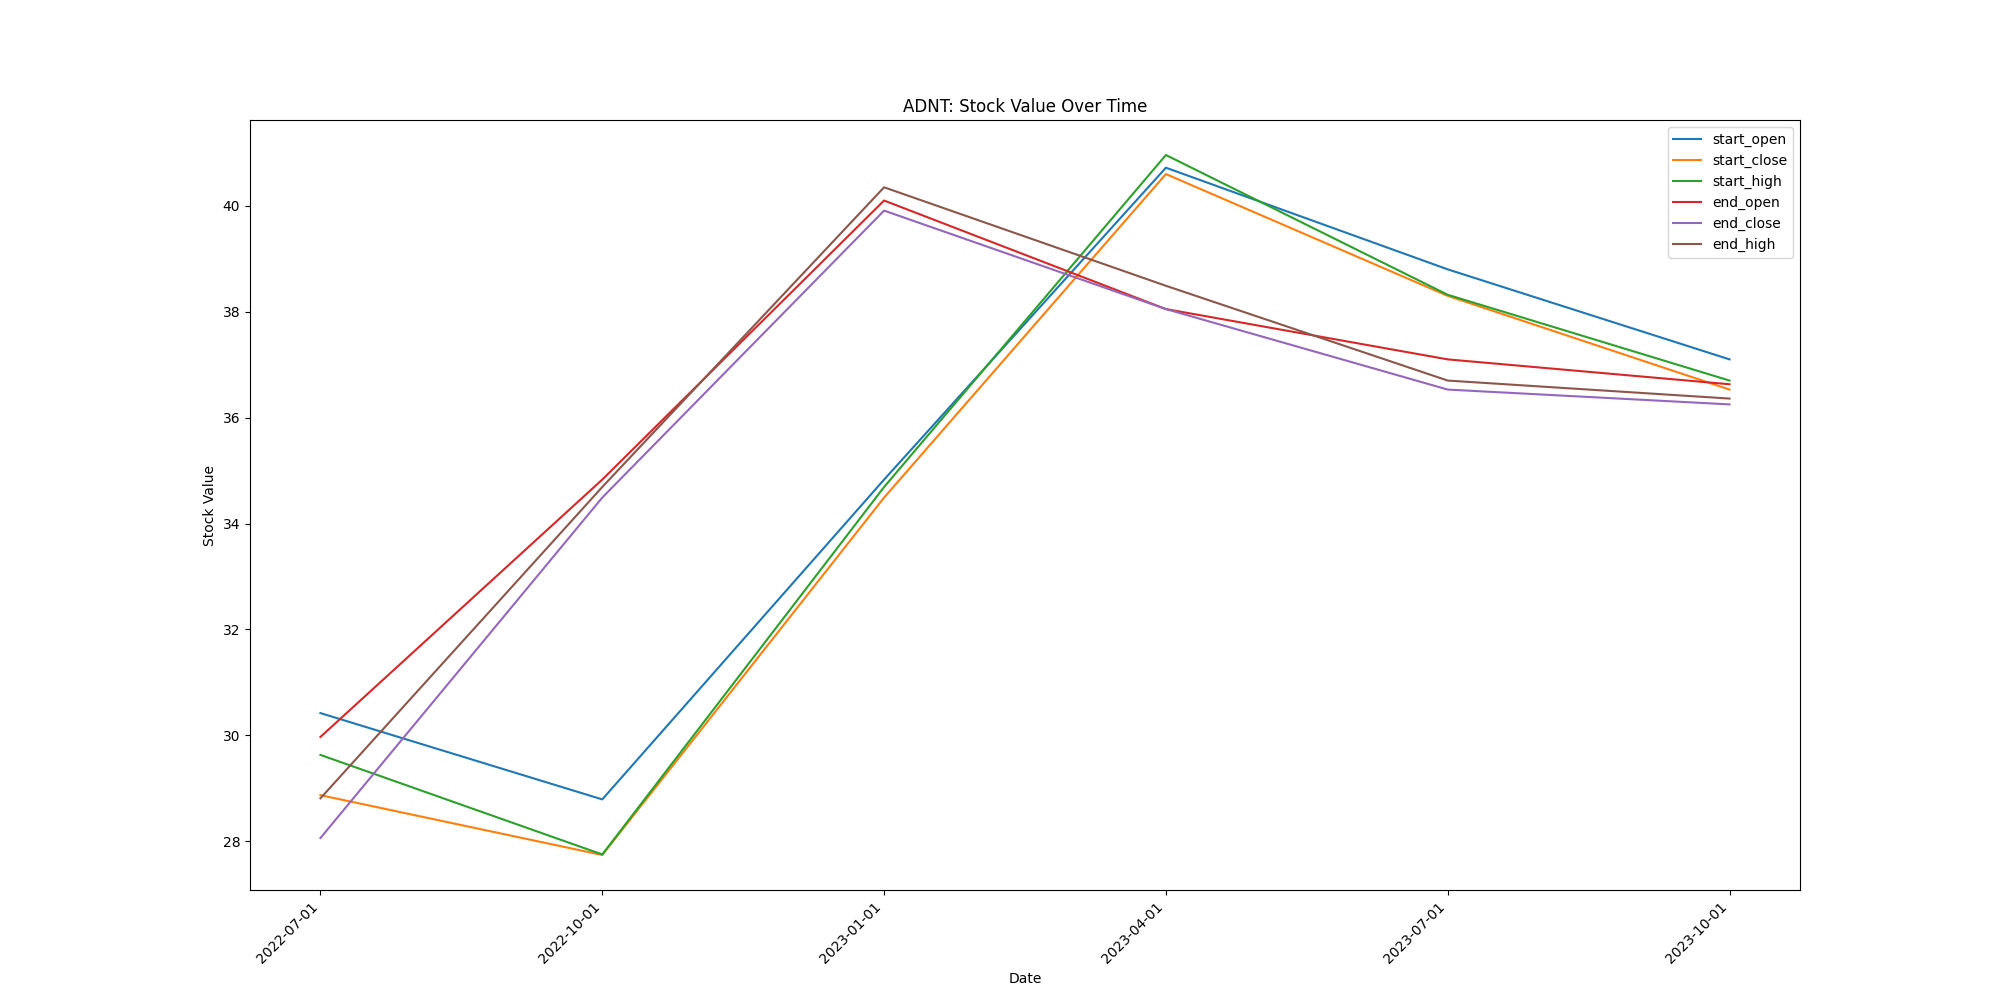 ADNT: Stock Value Over Time
start_open
start_close
start_high
end_open
end_close
end_high
Stock Value
40
38
36
34
32
30
28
2022-07-01
2022-10-01
2023-01-01
2023-04-01
2023-07-01
2023-10-01
Date